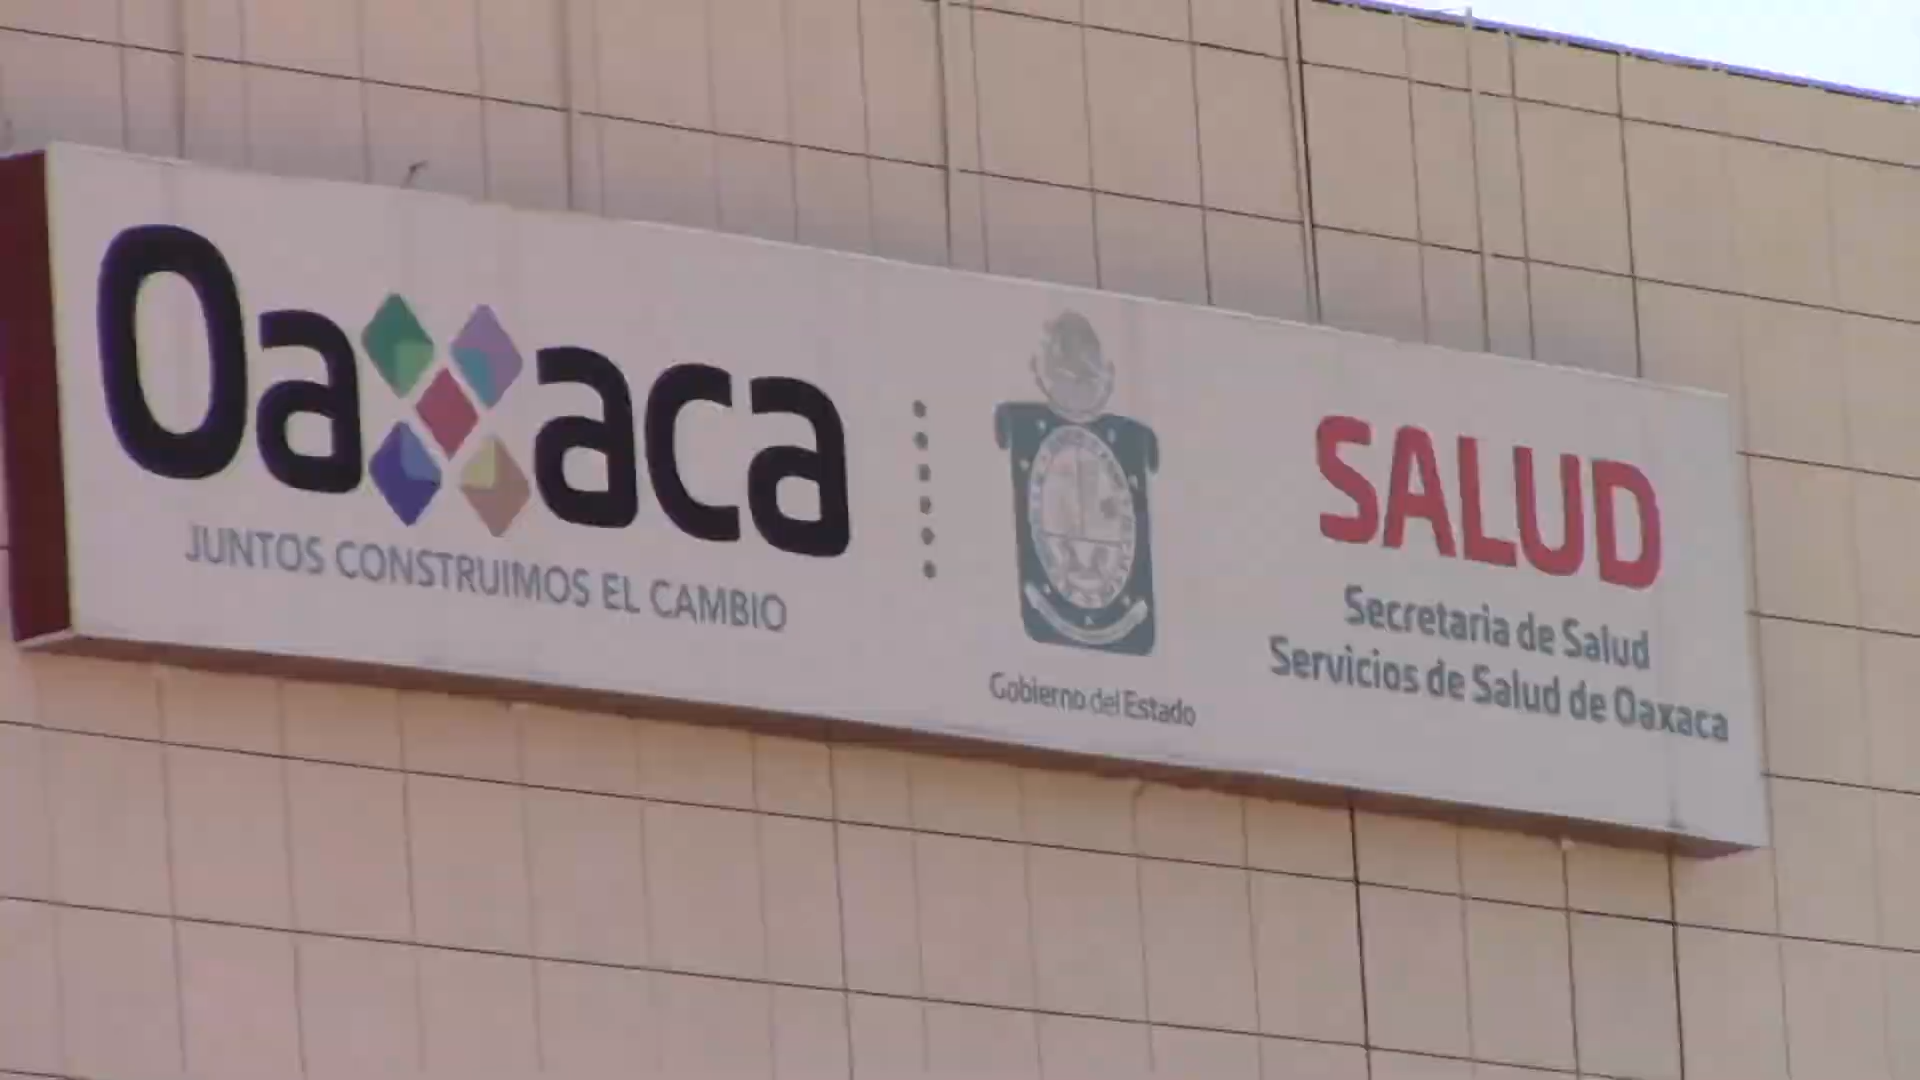 Oaxaca
JUNTOS CONSTRUIMOS EL CAMBIO
Gobierno del Estado
SALUD
Secretaria de Salud
Servicios de Salud de Oaxaca